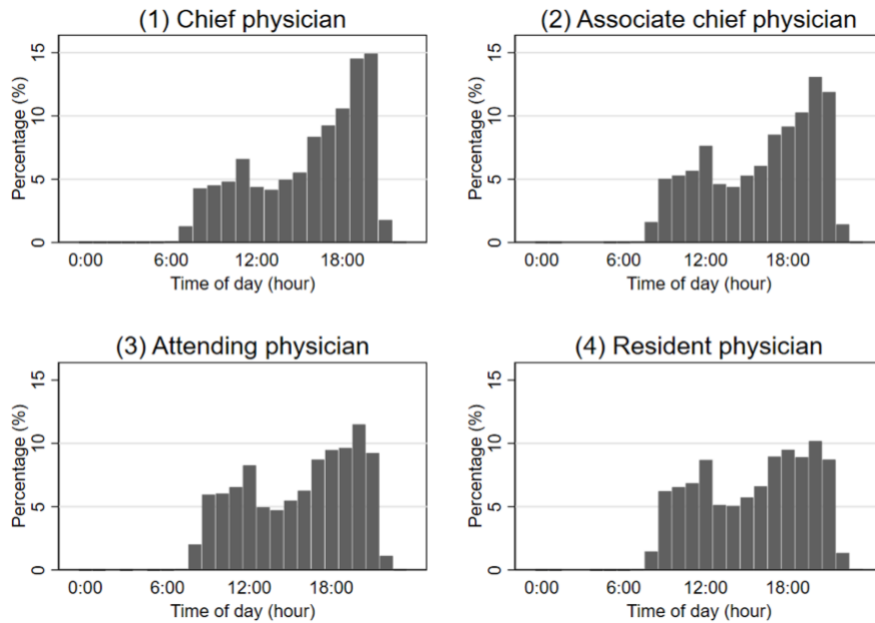 (1) Chief physician
Percentage (%)
15
10
5
0
0:00 6:00 12:00 18:00
Time of day (hour)
(2) Associate chief physician
Percentage (%)
15
10
5
0
0:00 6:00 12:00 18:00
Time of day (hour)
(3) Attending physician
Percentage (%)
15
10
5
0
0:00 6:00 12:00 18:00
Time of day (hour)
(4) Resident physician
Percentage (%)
15
10
5
0
0:00 6:00 12:00 18:00
Time of day (hour)